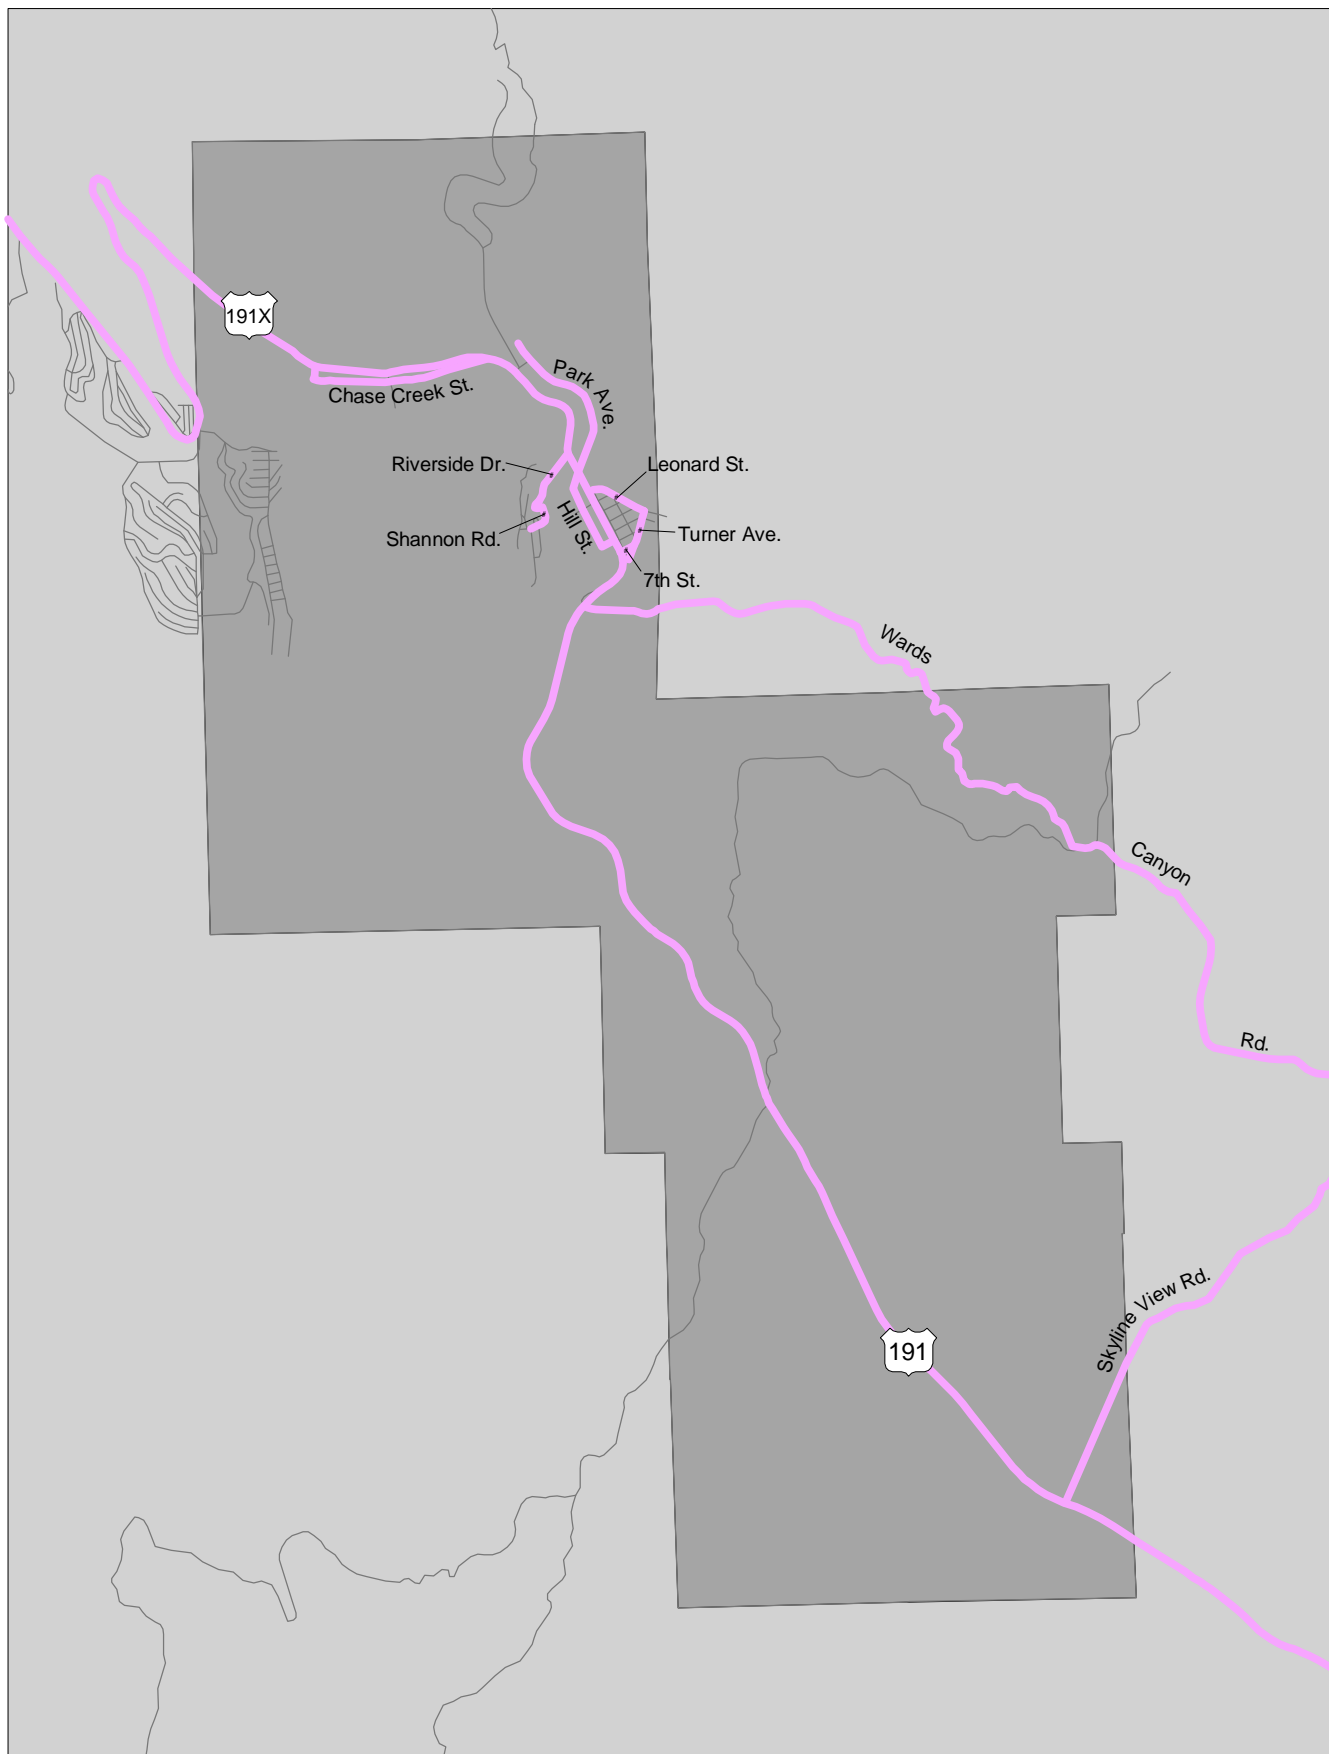 191X
Park Ave.
Chase Creek St.
Riverside Dr.
Leonard St.
Hill St.
Shannon Rd.
Turner Ave.
7th St.
Wards
Canyon
Rd.
Skyline View Rd.
191